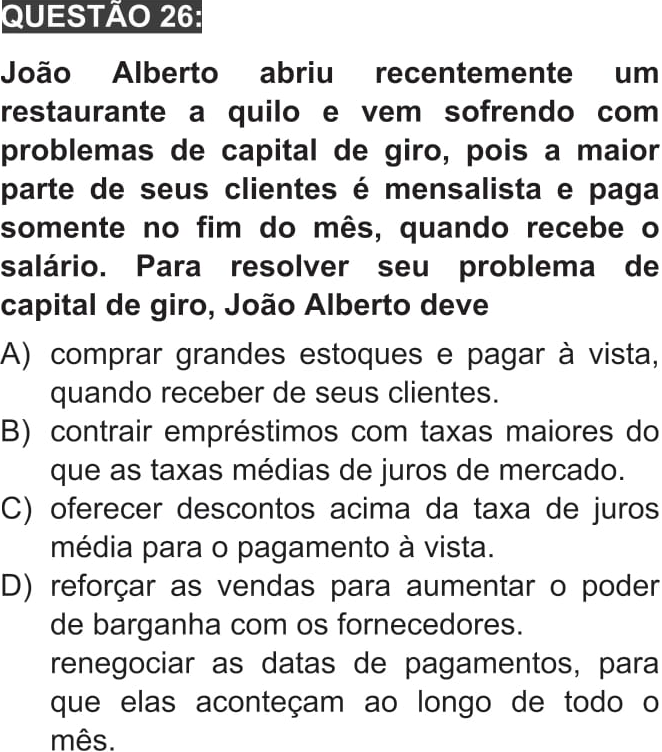 QUESTÃO 26:
João Alberto abriu recentemente um
restaurante a quilo e vem sofrendo com
problemas de capital de giro, pois a maior
parte de seus clientes é mensalista e paga
somente no fim do mês, quando recebe o
salário. Para resolver seu problema de
capital de giro, João Alberto deve
A) comprar grandes estoques e pagar à vista,
quando receber de seus clientes.
B) contrair empréstimos com taxas maiores do
que as taxas médias de juros de mercado.
C) oferecer descontos acima da taxa de juros
média para o pagamento à vista.
D) reforçar as vendas para aumentar o poder
de barganha com os fornecedores.
renegociar as datas de pagamentos, para
que elas aconteçam ao longo de todo o
mês.